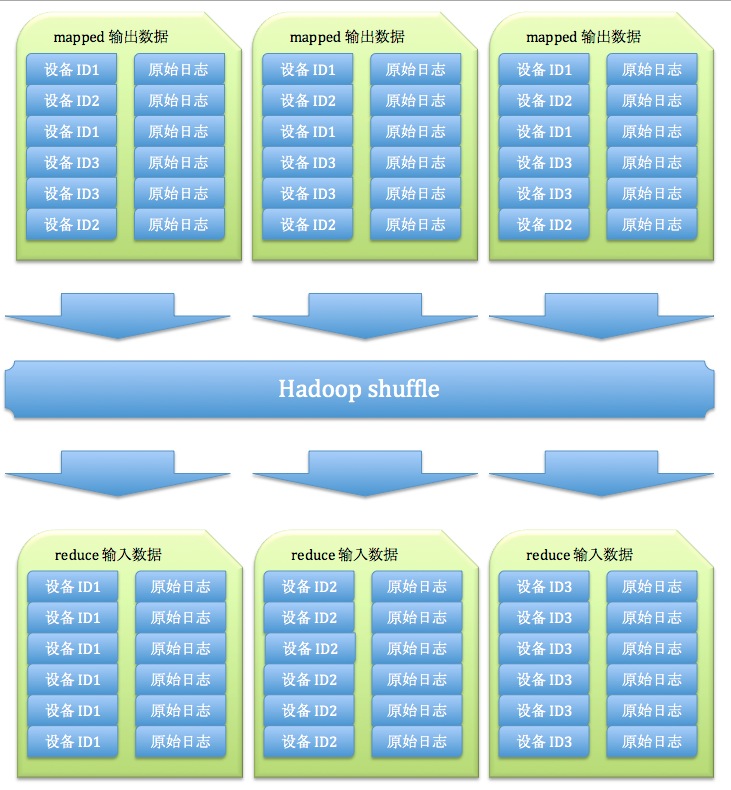 mapped 输出数据 mapped 输出数据 mapped 输出数据
设备 ID1 原始日志 设备 ID1 原始日志 设备 ID1 原始日志
设备 ID2 原始日志 设备 ID2 原始日志 设备 ID2 原始日志
设备 ID1 原始日志 设备 ID1 原始日志 设备 ID1 原始日志
设备 ID3 原始日志 设备 ID3 原始日志 设备 ID3 原始日志
设备 ID3 原始日志 设备 ID3 原始日志 设备 ID3 原始日志
设备 ID2 原始日志 设备 ID2 原始日志 设备 ID2 原始日志
Hadoop shuffle
reduce 输入数据 reduce 输入数据 reduce 输入数据
设备 ID1 原始日志 设备 ID2 原始日志 设备 ID3 原始日志
设备 ID1 原始日志 设备 ID2 原始日志 设备 ID3 原始日志
设备 ID1 原始日志 设备 ID2 原始日志 设备 ID3 原始日志
设备 ID1 原始日志 设备 ID2 原始日志 设备 ID3 原始日志
设备 ID1 原始日志 设备 ID2 原始日志 设备 ID3 原始日志
设备 ID1 原始日志 设备 ID2 原始日志 设备 ID3 原始日志